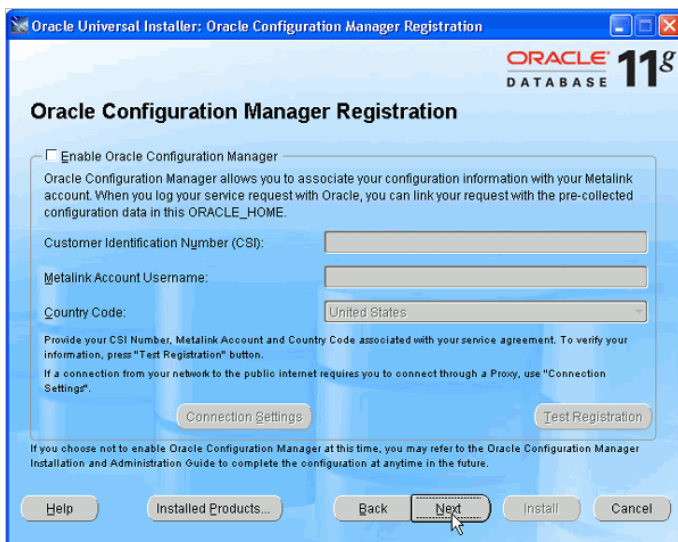 Oracle Universal Installer: Oracle Configuration Manager Registration
ORACLE
DATABASE 11g
Oracle Configuration Manager Registration
Enable Oracle Configuration Manager
Oracle Configuration Manager allows you to associate your configuration information with your Metalink
account. When you log your service request with Oracle, you can link your request with the pre-collected
configuration data in this ORACLE_HOME.
Customer Identification Number (CSI):
Metalink Account Username:
Country Code:
United States
Provide your CSI Number, Metalink Account and Country Code associated with your service agreement. To verify your
information, press "Test Registration" button.
If a connection from your network to the public internet requires you to connect through a Proxy, use "Connection
Settings".
Connection Settings
Test Registration
If you choose not to enable Oracle Configuration Manager at this time, you may refer to the Oracle Configuration Manager
Installation and Administration Guide to complete the configuration at anytime in the future.
Help
Installed Products...
Back
Next
Install
Cancel